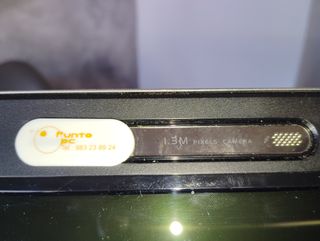 Punto
pc
Tel. 983 23 89 24
1.3M PIXELS CAMERA